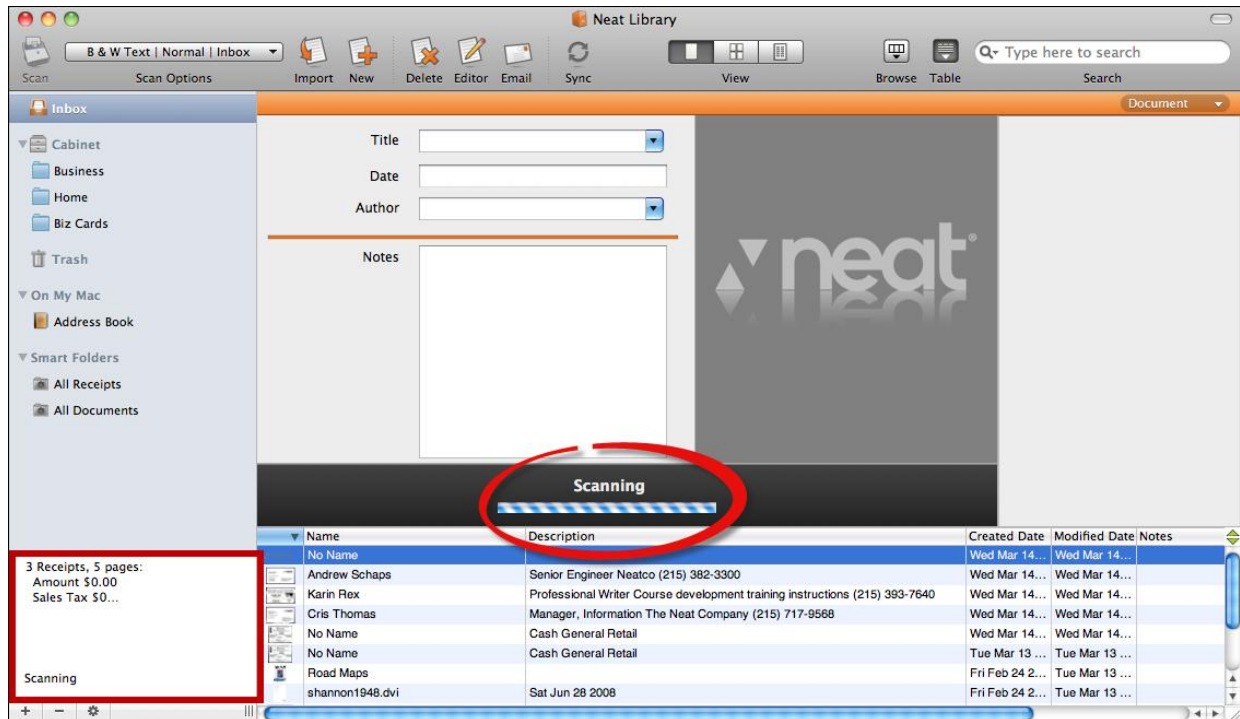 Neat Library
B & W Text | Normal | Inbox
Type here to search
Scan Scan Options Import New Delete Editor Email Sync View Browse Table Search
Inbox
Document
Cabinet
Business
Home
Biz Cards
Trash
On My Mac
Address Book
Smart Folders
All Receipts
All Documents
Title
Date
Author
Notes
neat®
Scanning
3 Receipts, 5 pages:
Amount $0.00
Sales Tax $0...
Scanning
Name Description Created Date Modified Date Notes
No Name Wed Mar 14... Wed Mar 14...
Andrew Schaps Senior Engineer Neatco (215) 382-3300 Wed Mar 14... Wed Mar 14...
Karin Rex Professional Writer Course development training instructions (215) 393-7640 Wed Mar 14... Wed Mar 14...
Cris Thomas Manager, Information The Neat Company (215) 717-9568 Wed Mar 14... Wed Mar 14...
No Name Cash General Retail Wed Mar 14... Wed Mar 14...
No Name Cash General Retail Tue Mar 13 ... Tue Mar 13 ...
Road Maps Fri Feb 24 2... Tue Mar 13 ...
shannon1948.dvi Sat Jun 28 2008 Fri Feb 24 2... Tue Mar 13 ...